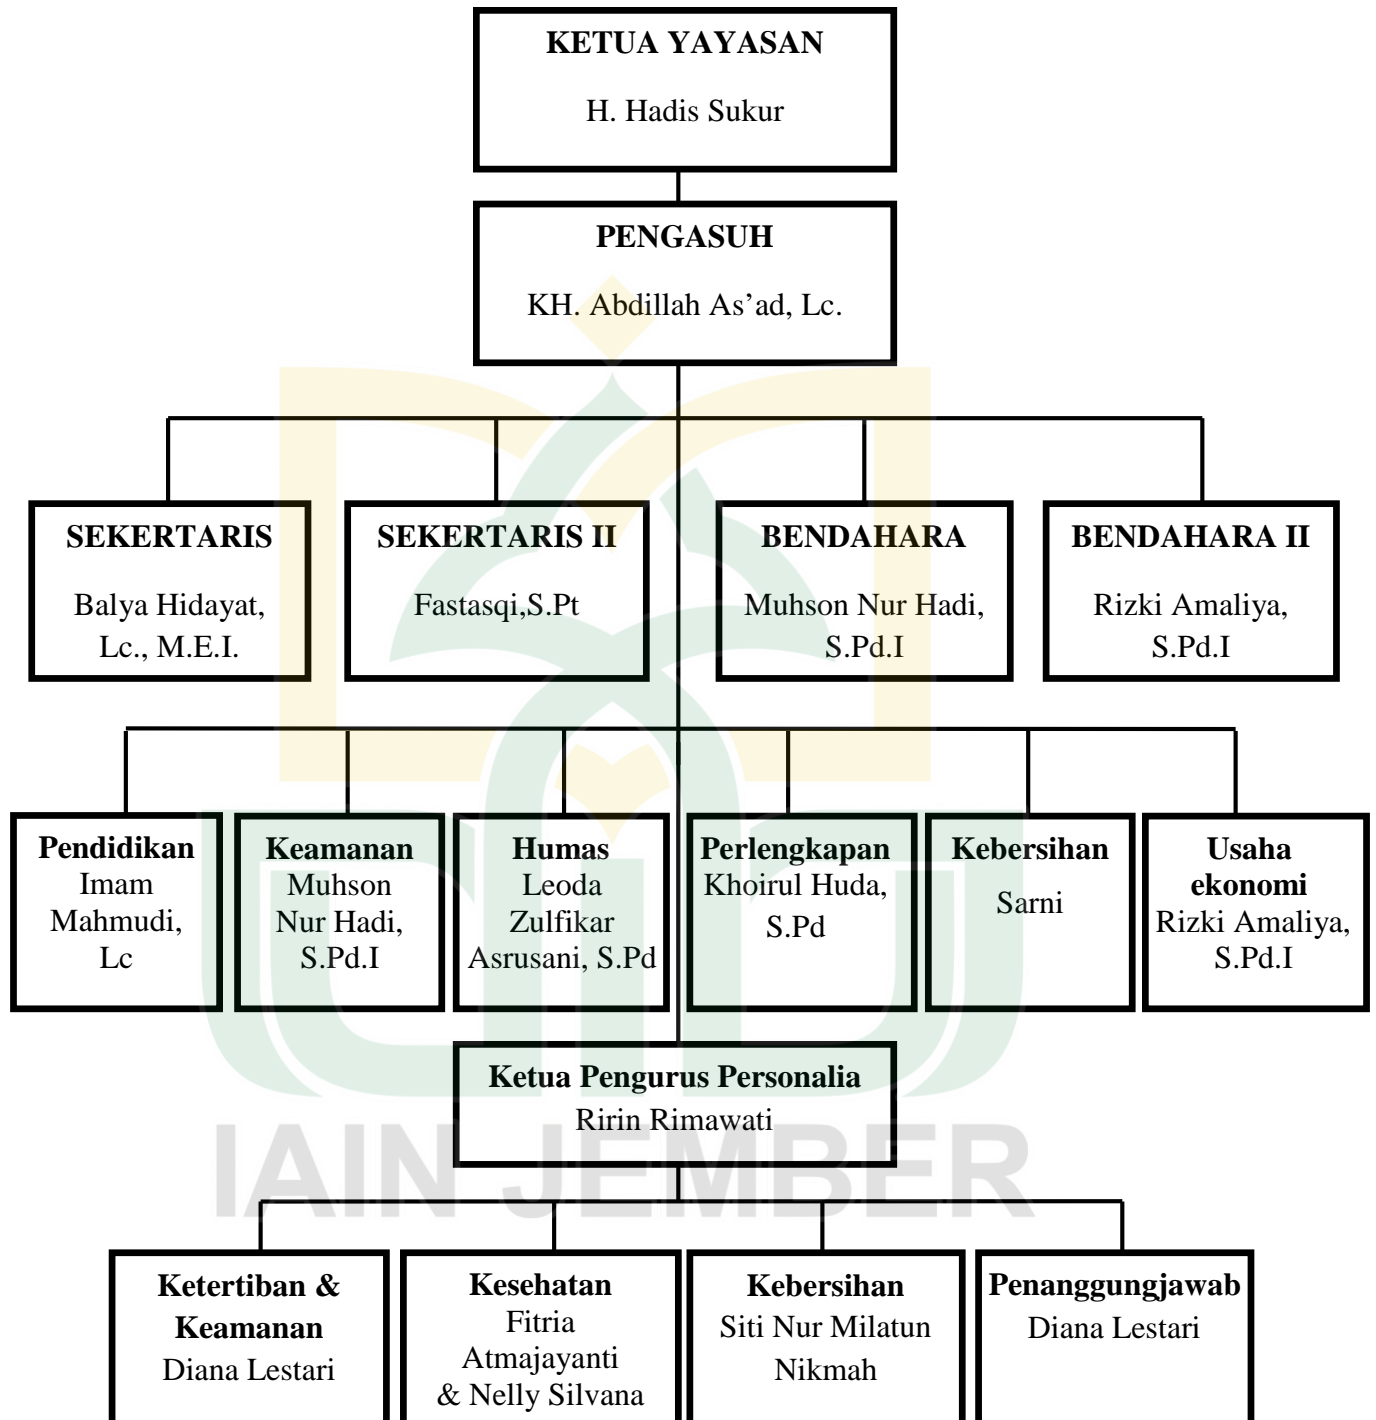 KETUA YAYASAN
H. Hadis Sukur
PENGASUH
KH. Abdillah As’ad, Lc.
SEKERTARIS
Balya Hidayat,
Lc., M.E.I.
SEKERTARIS II
Fastasqi,S.Pt
BENDAHARA
Muhson Nur Hadi,
S.Pd.I
BENDAHARA II
Rizki Amaliya,
S.Pd.I
Pendidikan
Imam
Mahmudi,
Lc
Keamanan
Muhson
Nur Hadi,
S.Pd.I
Humas
Leoda
Zulfikar
Asrusani, S.Pd
Perlengkapan
Khoirul Huda,
S.Pd
Kebersihan
Sarni
Usaha
ekonomi
Rizki Amaliya,
S.Pd.I
Ketua Pengurus Personalia
Ririn Rimawati
IAIN JEMBER
Ketertiban &
Keamanan
Diana Lestari
Kesehatan
Fitria
Atmajayanti
& Nelly Silvana
Kebersihan
Siti Nur Milatun
Nikmah
Penanggungjawab
Diana Lestari